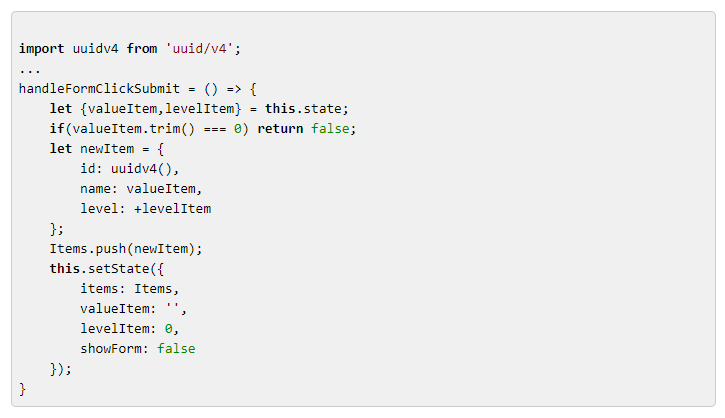 import uuidv4 from 'uuid/v4';
...
handleFormClickSubmit = () => {
    let {valueItem,levelItem} = this.state;
    if(valueItem.trim() === 0) return false;
    let newItem = {
        id: uuidv4(),
        name: valueItem,
        level: +levelItem
    };
    Items.push(newItem);
    this.setState({
        items: Items,
        valueItem: '',
        levelItem: 0,
        showForm: false
    });
}